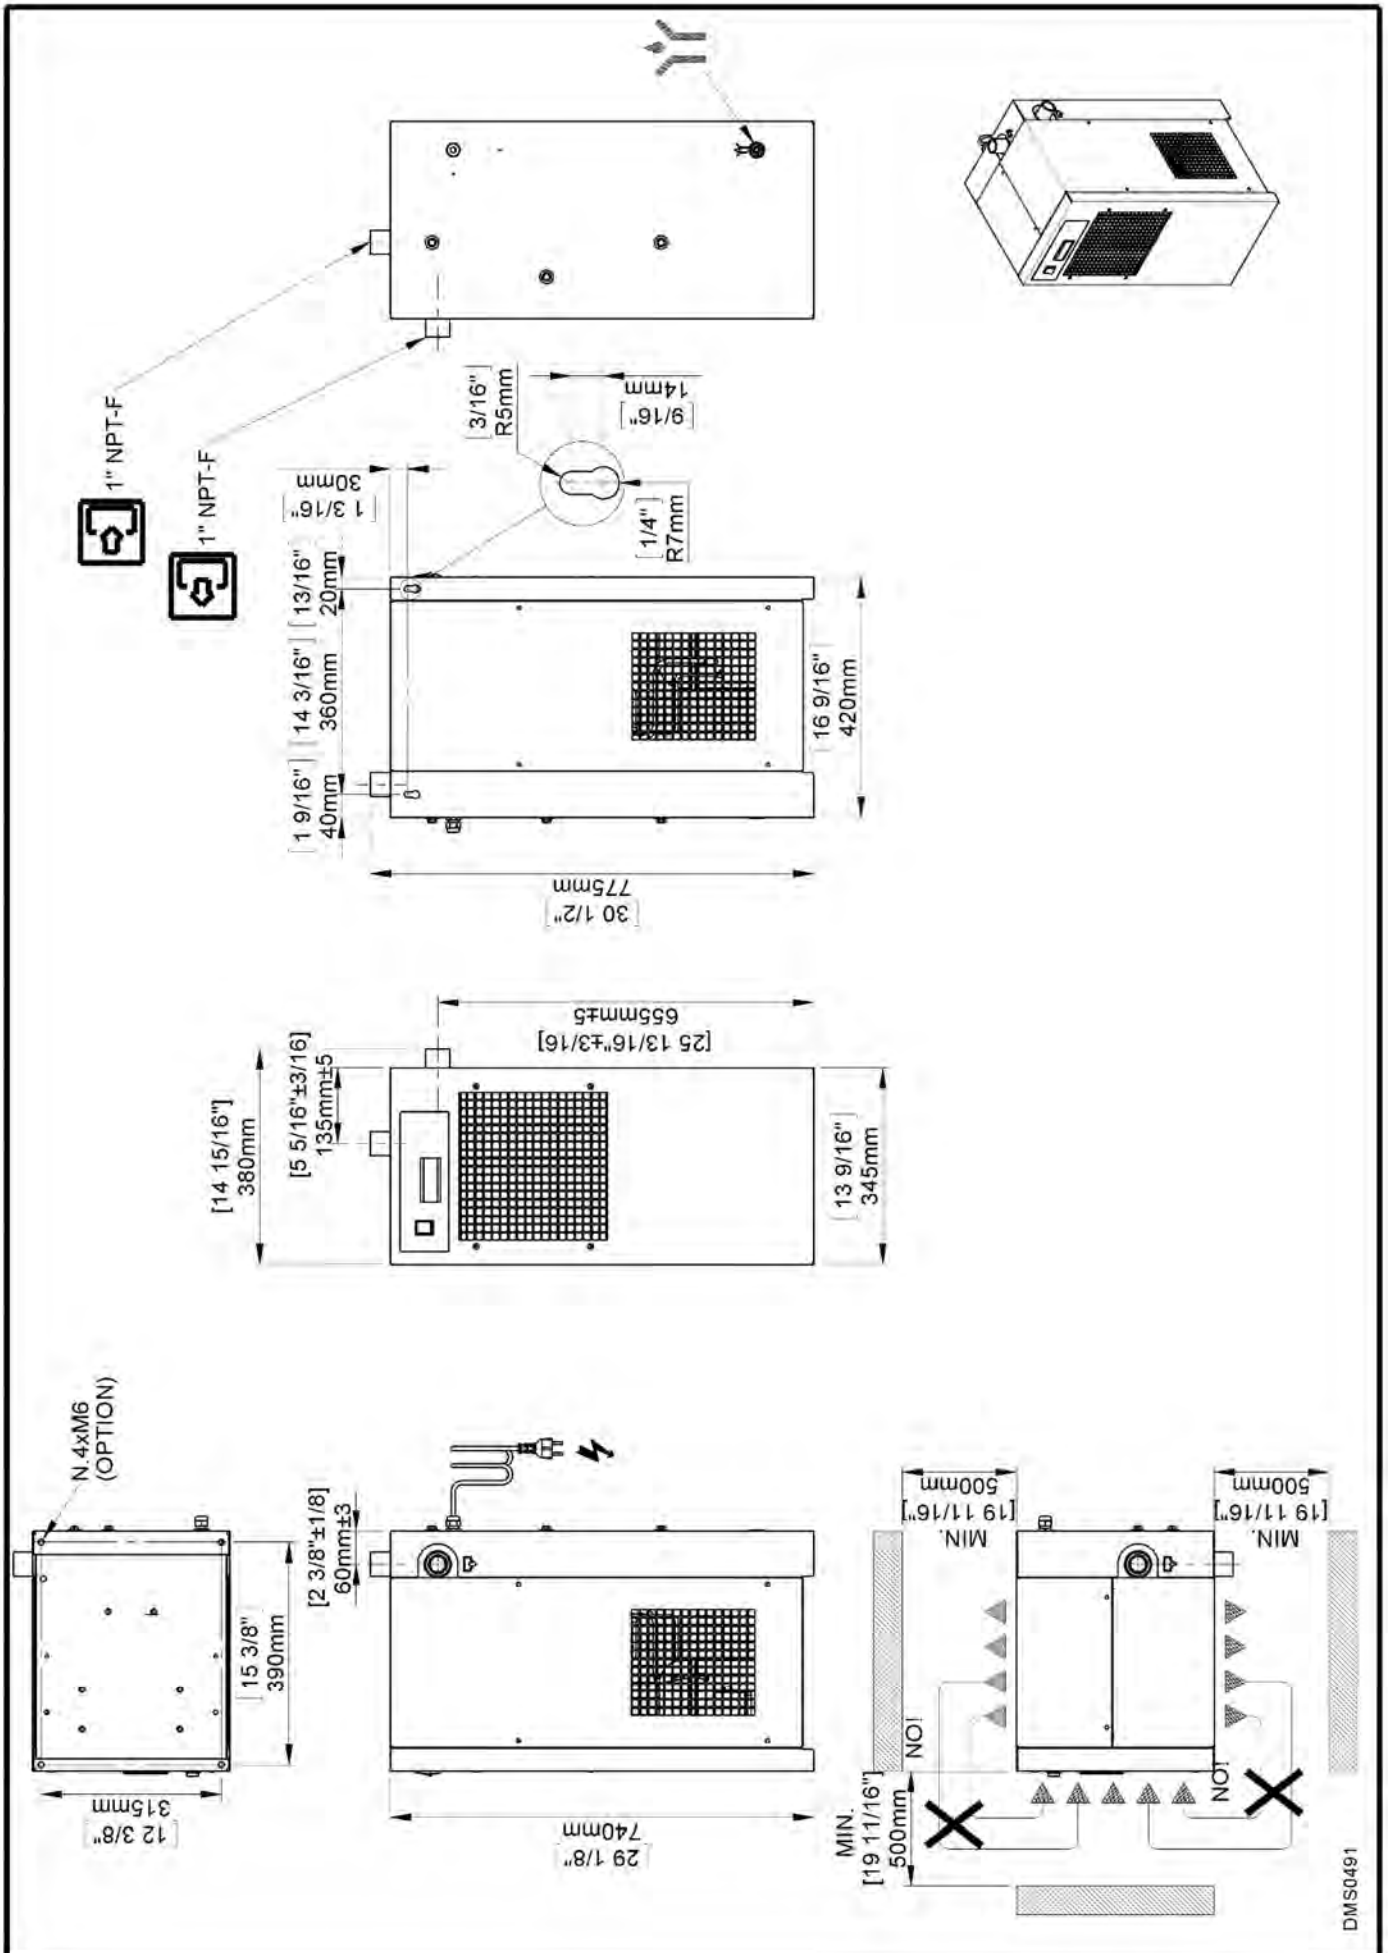 1" NPT-F
1" NPT-F
[ 3/16" ]
R5mm
14mm
[ 9/16" ]
30mm
[ 1 3/16" ]
[ 1/4" ]
R7mm
[ 13/16" ]
20mm
[ 14 3/16" ]
360mm
[ 1 9/16" ]
40mm
[ 16 9/16" ]
420mm
775mm
[ 30 1/2" ]
655mm±5
[25 13/16"±3/16]
[5 5/16"±3/16]
135mm±5
[14 15/16"]
380mm
[ 13 9/16" ]
345mm
N.4xM6
(OPTION)
[ 15 3/8" ]
390mm
315mm
[ 12 3/8" ]
[2 3/8"±1/8]
60mm±3
740mm
[ 29 1/8" ]
500mm
[19 11/16"]
MIN.
500mm
[19 11/16"]
MIN.
NO!
NO!
MIN.
[19 11/16"]
500mm
DMS0491